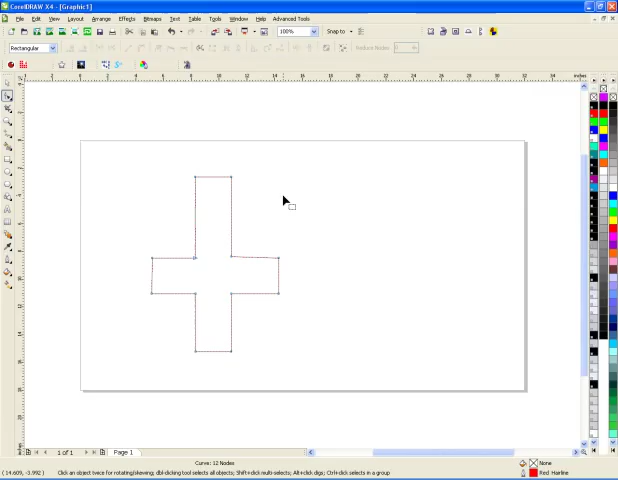 CorelDRAW X4 - [Graphic1]
File Edit View Layout Arrange Effects Bitmaps Text Table Tools Window Help Advanced Tools
100% Snap to
Rectangular Reduce Nodes 0
inches
1 of 1 Page 1
Curve: 12 Nodes None
( 14.609, -3.992 ) Click an object twice for rotating/skewing; dbl-clicking tool selects all objects; Shift+click multi-selects; Alt+click digs; Ctrl+click selects in a group Red Hairline